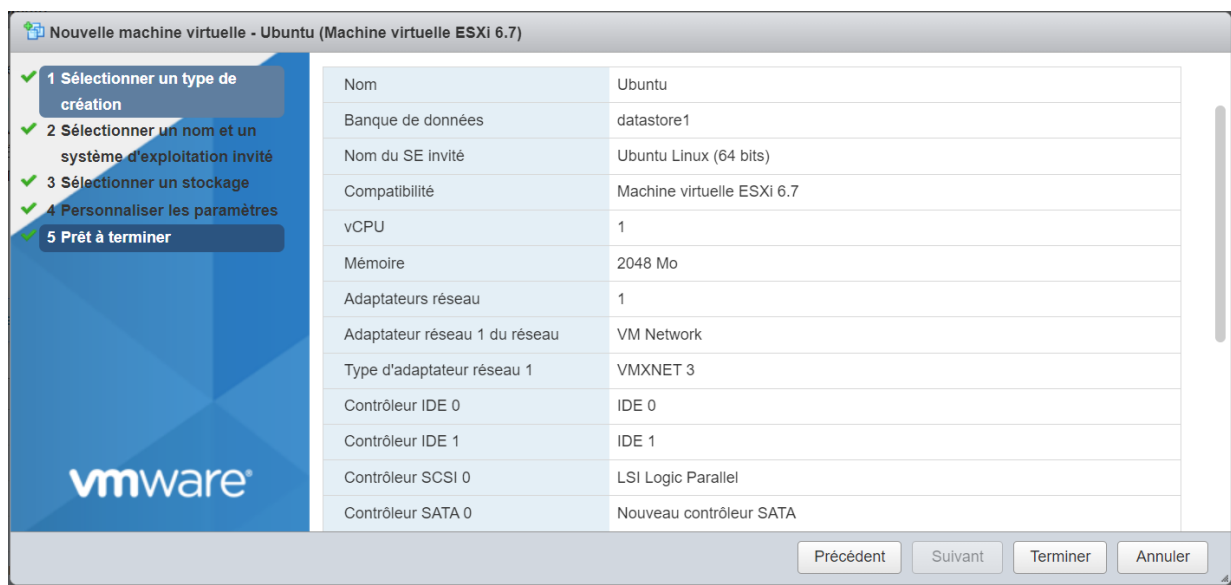 Nouvelle machine virtuelle - Ubuntu (Machine virtuelle ESXi 6.7)
1 Sélectionner un type de
création
2 Sélectionner un nom et un
système d'exploitation invité
3 Sélectionner un stockage
4 Personnaliser les paramètres
5 Prêt à terminer
vmware®
Nom Ubuntu
Banque de données datastore1
Nom du SE invité Ubuntu Linux (64 bits)
Compatibilité Machine virtuelle ESXi 6.7
vCPU 1
Mémoire 2048 Mo
Adaptateurs réseau 1
Adaptateur réseau 1 du réseau VM Network
Type d'adaptateur réseau 1 VMXNET 3
Contrôleur IDE 0 IDE 0
Contrôleur IDE 1 IDE 1
Contrôleur SCSI 0 LSI Logic Parallel
Contrôleur SATA 0 Nouveau contrôleur SATA
Précédent Suivant Terminer Annuler